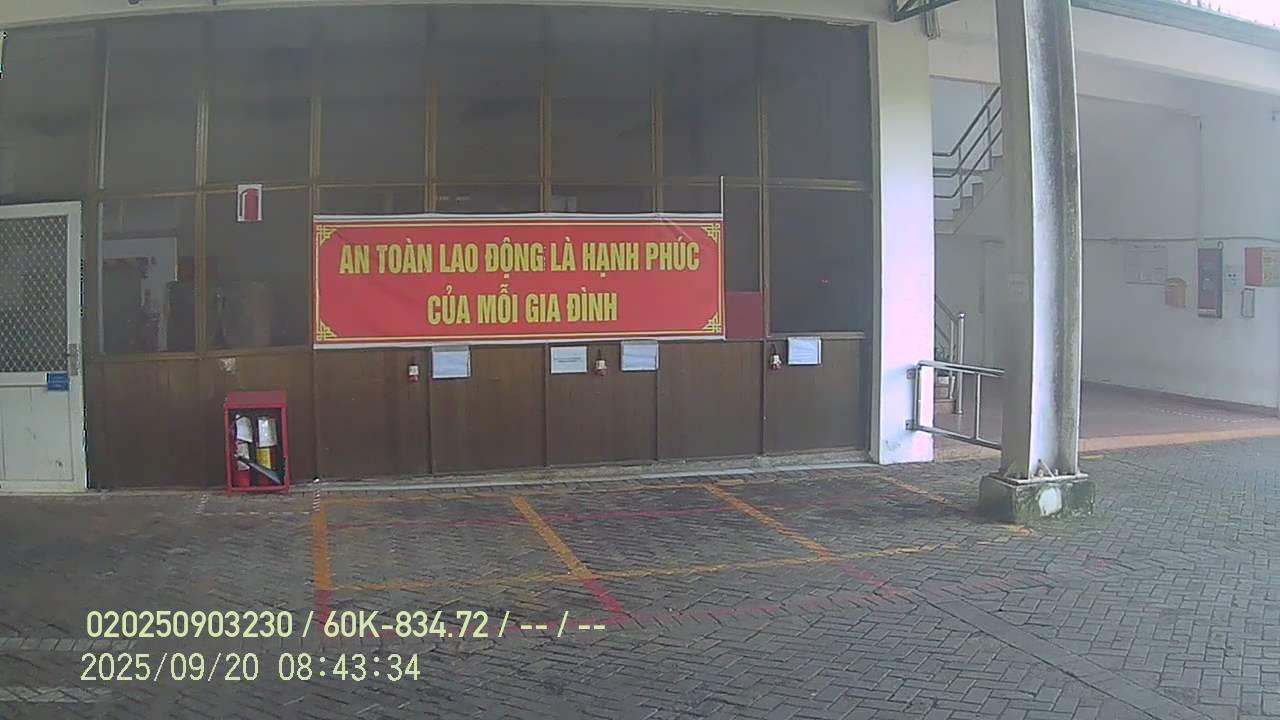 AN TOÀN LAO ĐỘNG LÀ HẠNH PHÚC
CỦA MỖI GIA ĐÌNH
020250903230 / 60K-834.72 / -- / --
2025/09/20 08:43:34